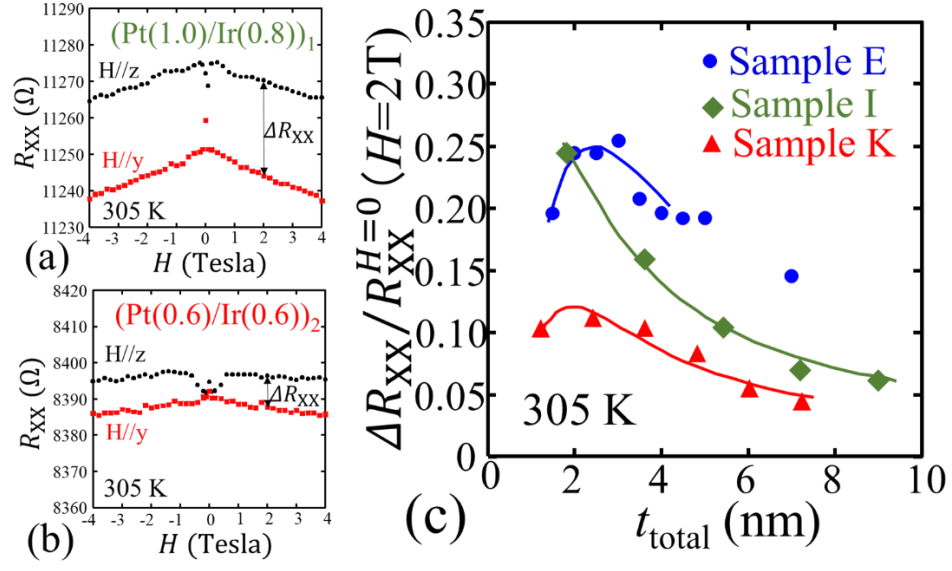 (Pt(1.0)/Ir(0.8))₁
H//z
ΔR_XX
H//y
305 K
R_XX (Ω)
11290
11280
11270
11260
11250
11240
11230
-4 -3 -2 -1 0 1 2 3 4
H (Tesla)
(a)
(Pt(0.6)/Ir(0.6))₂
H//z
ΔR_XX
H//y
305 K
R_XX (Ω)
8420
8410
8400
8390
8380
8370
8360
-4 -3 -2 -1 0 1 2 3 4
H (Tesla)
(b)
Sample E
Sample I
Sample K
305 K
ΔR_XX/R_XX^{H=0} (H=2T)
0.35
0.30
0.25
0.20
0.15
0.10
0.05
0
0 2 4 6 8 10
t_total (nm)
(c)